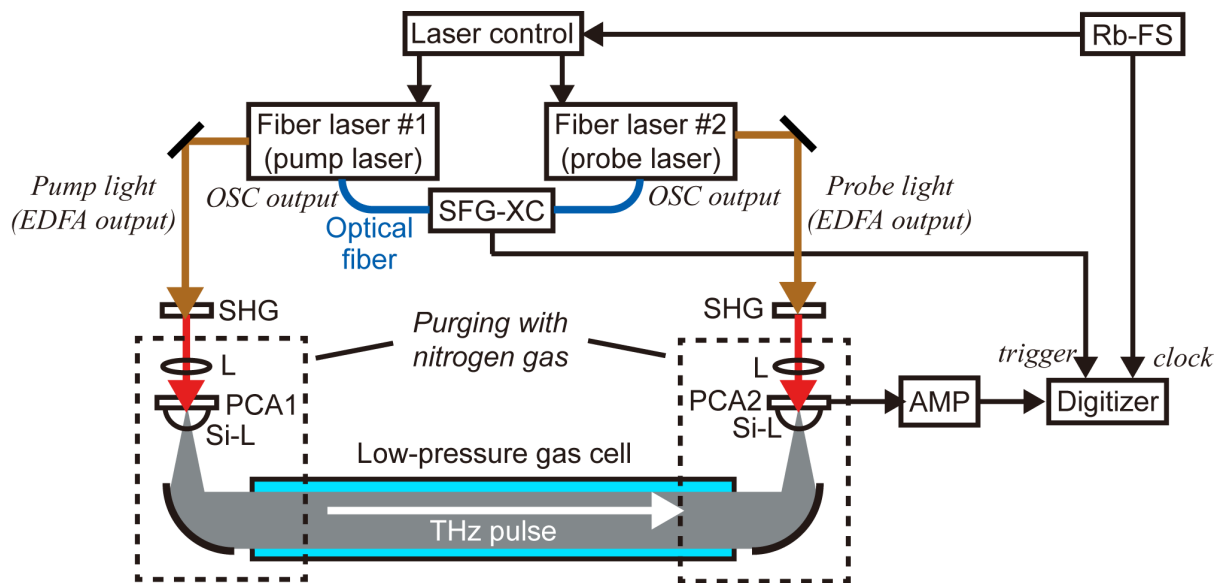 Laser control
Rb-FS
Fiber laser #1
(pump laser)
Fiber laser #2
(probe laser)
Pump light
(EDFA output)
OSC output
SFG-XC
OSC output
Probe light
(EDFA output)
Optical
fiber
SHG
SHG
Purging with
nitrogen gas
trigger
clock
L
L
PCA1
PCA2
AMP
Digitizer
Si-L
Si-L
Low-pressure gas cell
THz pulse